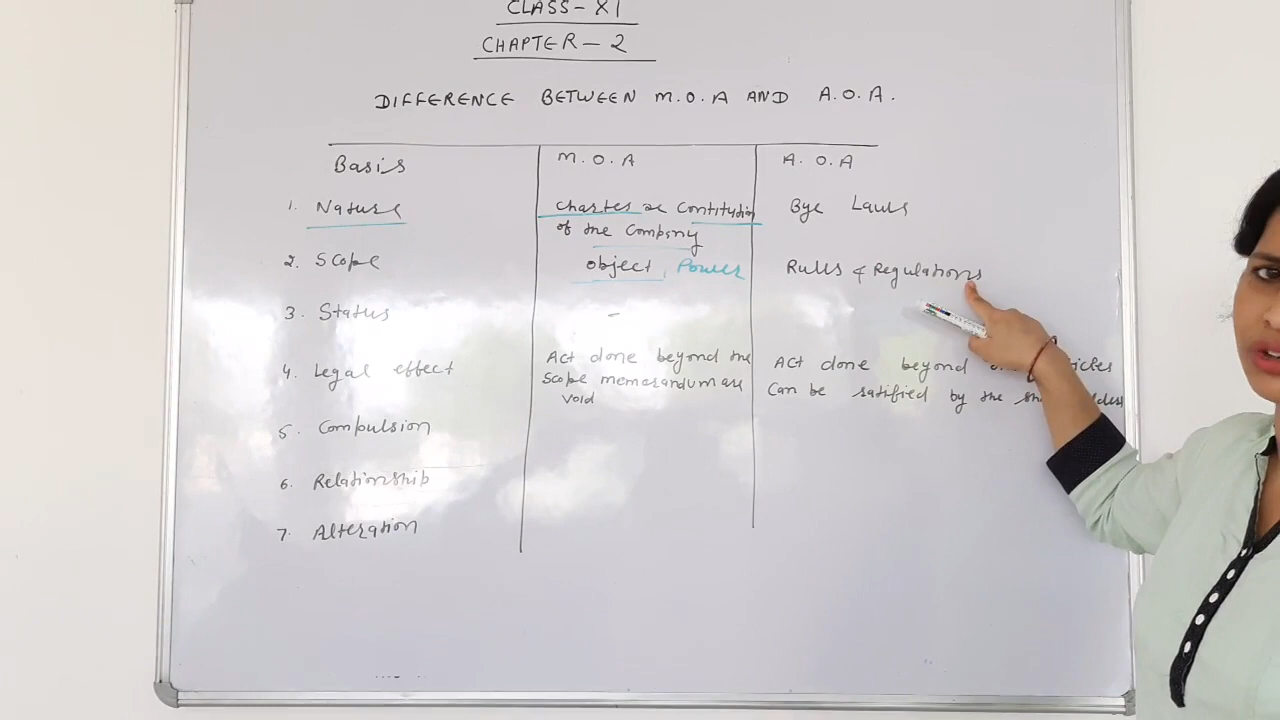 CLASS-XI
CHAPTER-2
DIFFERENCE BETWEEN M.O.A AND A.O.A.
Basis M.O.A A.O.A
1. Nature Charter or Contitution Bye Laws
of the Company
2. Scope object, Power Rules & Regulations
3. Status -
4. Legal effect Act done beyond the Act done beyond
Scope memorandum are Can be satified by the
void
5. Compulsion
6. Relationship
7. Alteration